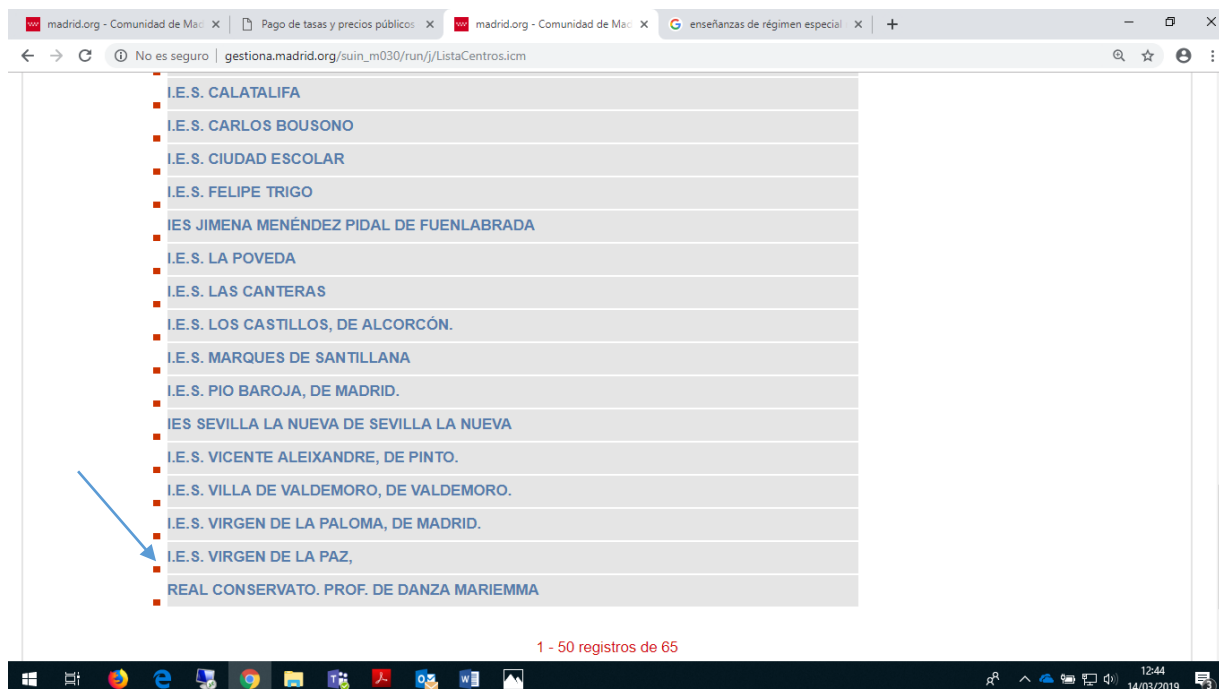 madrid.org - Comunidad de Mad
Pago de tasas y precios públicos
madrid.org - Comunidad de Mad
enseñanzas de régimen especial
No es seguro | gestiona.madrid.org/suin_m030/run/j/ListaCentros.icm
I.E.S. CALATALIFA
I.E.S. CARLOS BOUSONO
I.E.S. CIUDAD ESCOLAR
I.E.S. FELIPE TRIGO
IES JIMENA MENÉNDEZ PIDAL DE FUENLABRADA
I.E.S. LA POVEDA
I.E.S. LAS CANTERAS
I.E.S. LOS CASTILLOS, DE ALCORCÓN.
I.E.S. MARQUES DE SANTILLANA
I.E.S. PIO BAROJA, DE MADRID.
IES SEVILLA LA NUEVA DE SEVILLA LA NUEVA
I.E.S. VICENTE ALEIXANDRE, DE PINTO.
I.E.S. VILLA DE VALDEMORO, DE VALDEMORO.
I.E.S. VIRGEN DE LA PALOMA, DE MADRID.
I.E.S. VIRGEN DE LA PAZ,
REAL CONSERVATO. PROF. DE DANZA MARIEMMA
1 - 50 registros de 65
12:44
14/03/2019
3